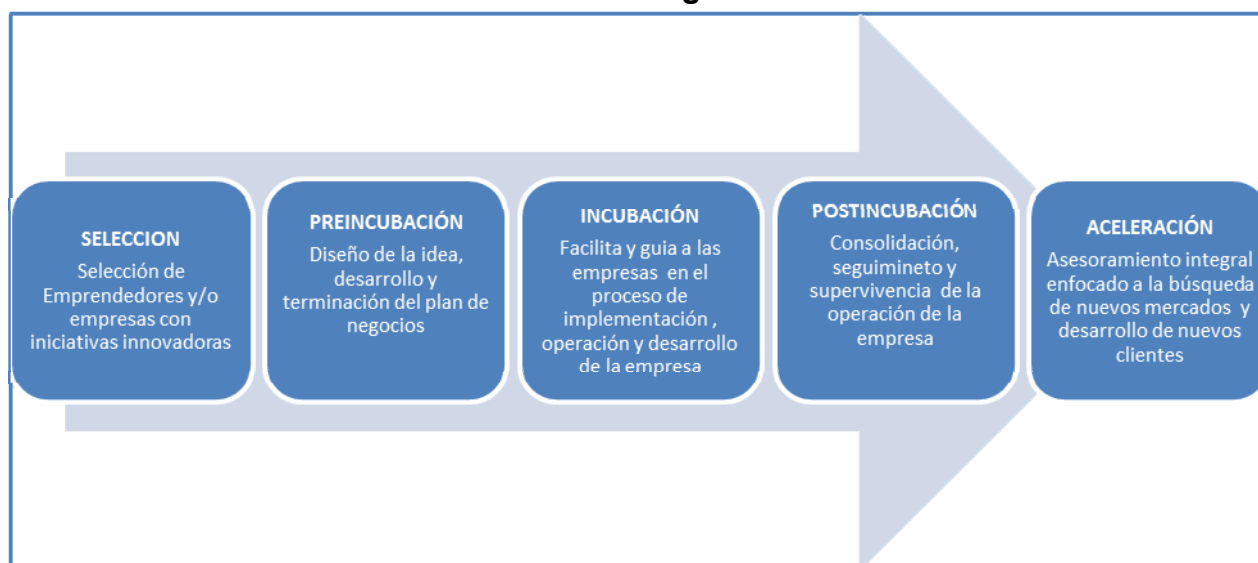 g
SELECCION
Selección de
Emprendedores y/o
empresas con
iniciativas innovadoras
PREINCUBACIÓN
Diseño de la idea,
desarrollo y
terminación del plan de
negocios
INCUBACIÓN
Facilita y guia a las
empresas en el
proceso de
implementación ,
operación y desarrollo
de la empresa
POSTINCUBACIÓN
Consolidación,
seguimineto y
supervivencia de la
operación de la
empresa
ACELERACIÓN
Asesoramiento integral
enfocado a la búsqueda
de nuevos mercados y
desarrollo de nuevos
clientes